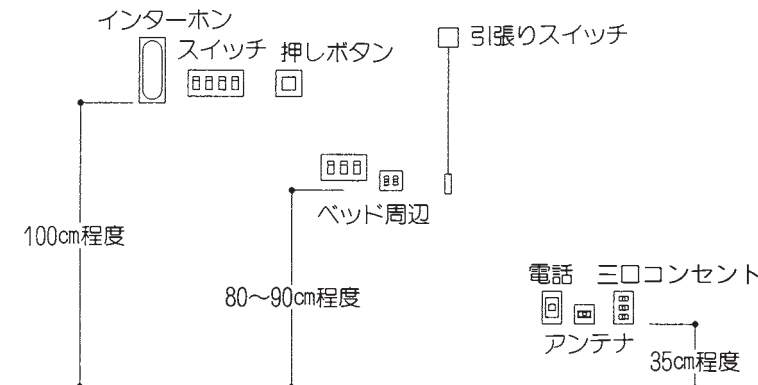 インターホン
スイッチ
押しボタン
引張りスイッチ
ベッド周辺
100cm程度
80〜90cm程度
電話
三口コンセント
アンテナ
35cm程度